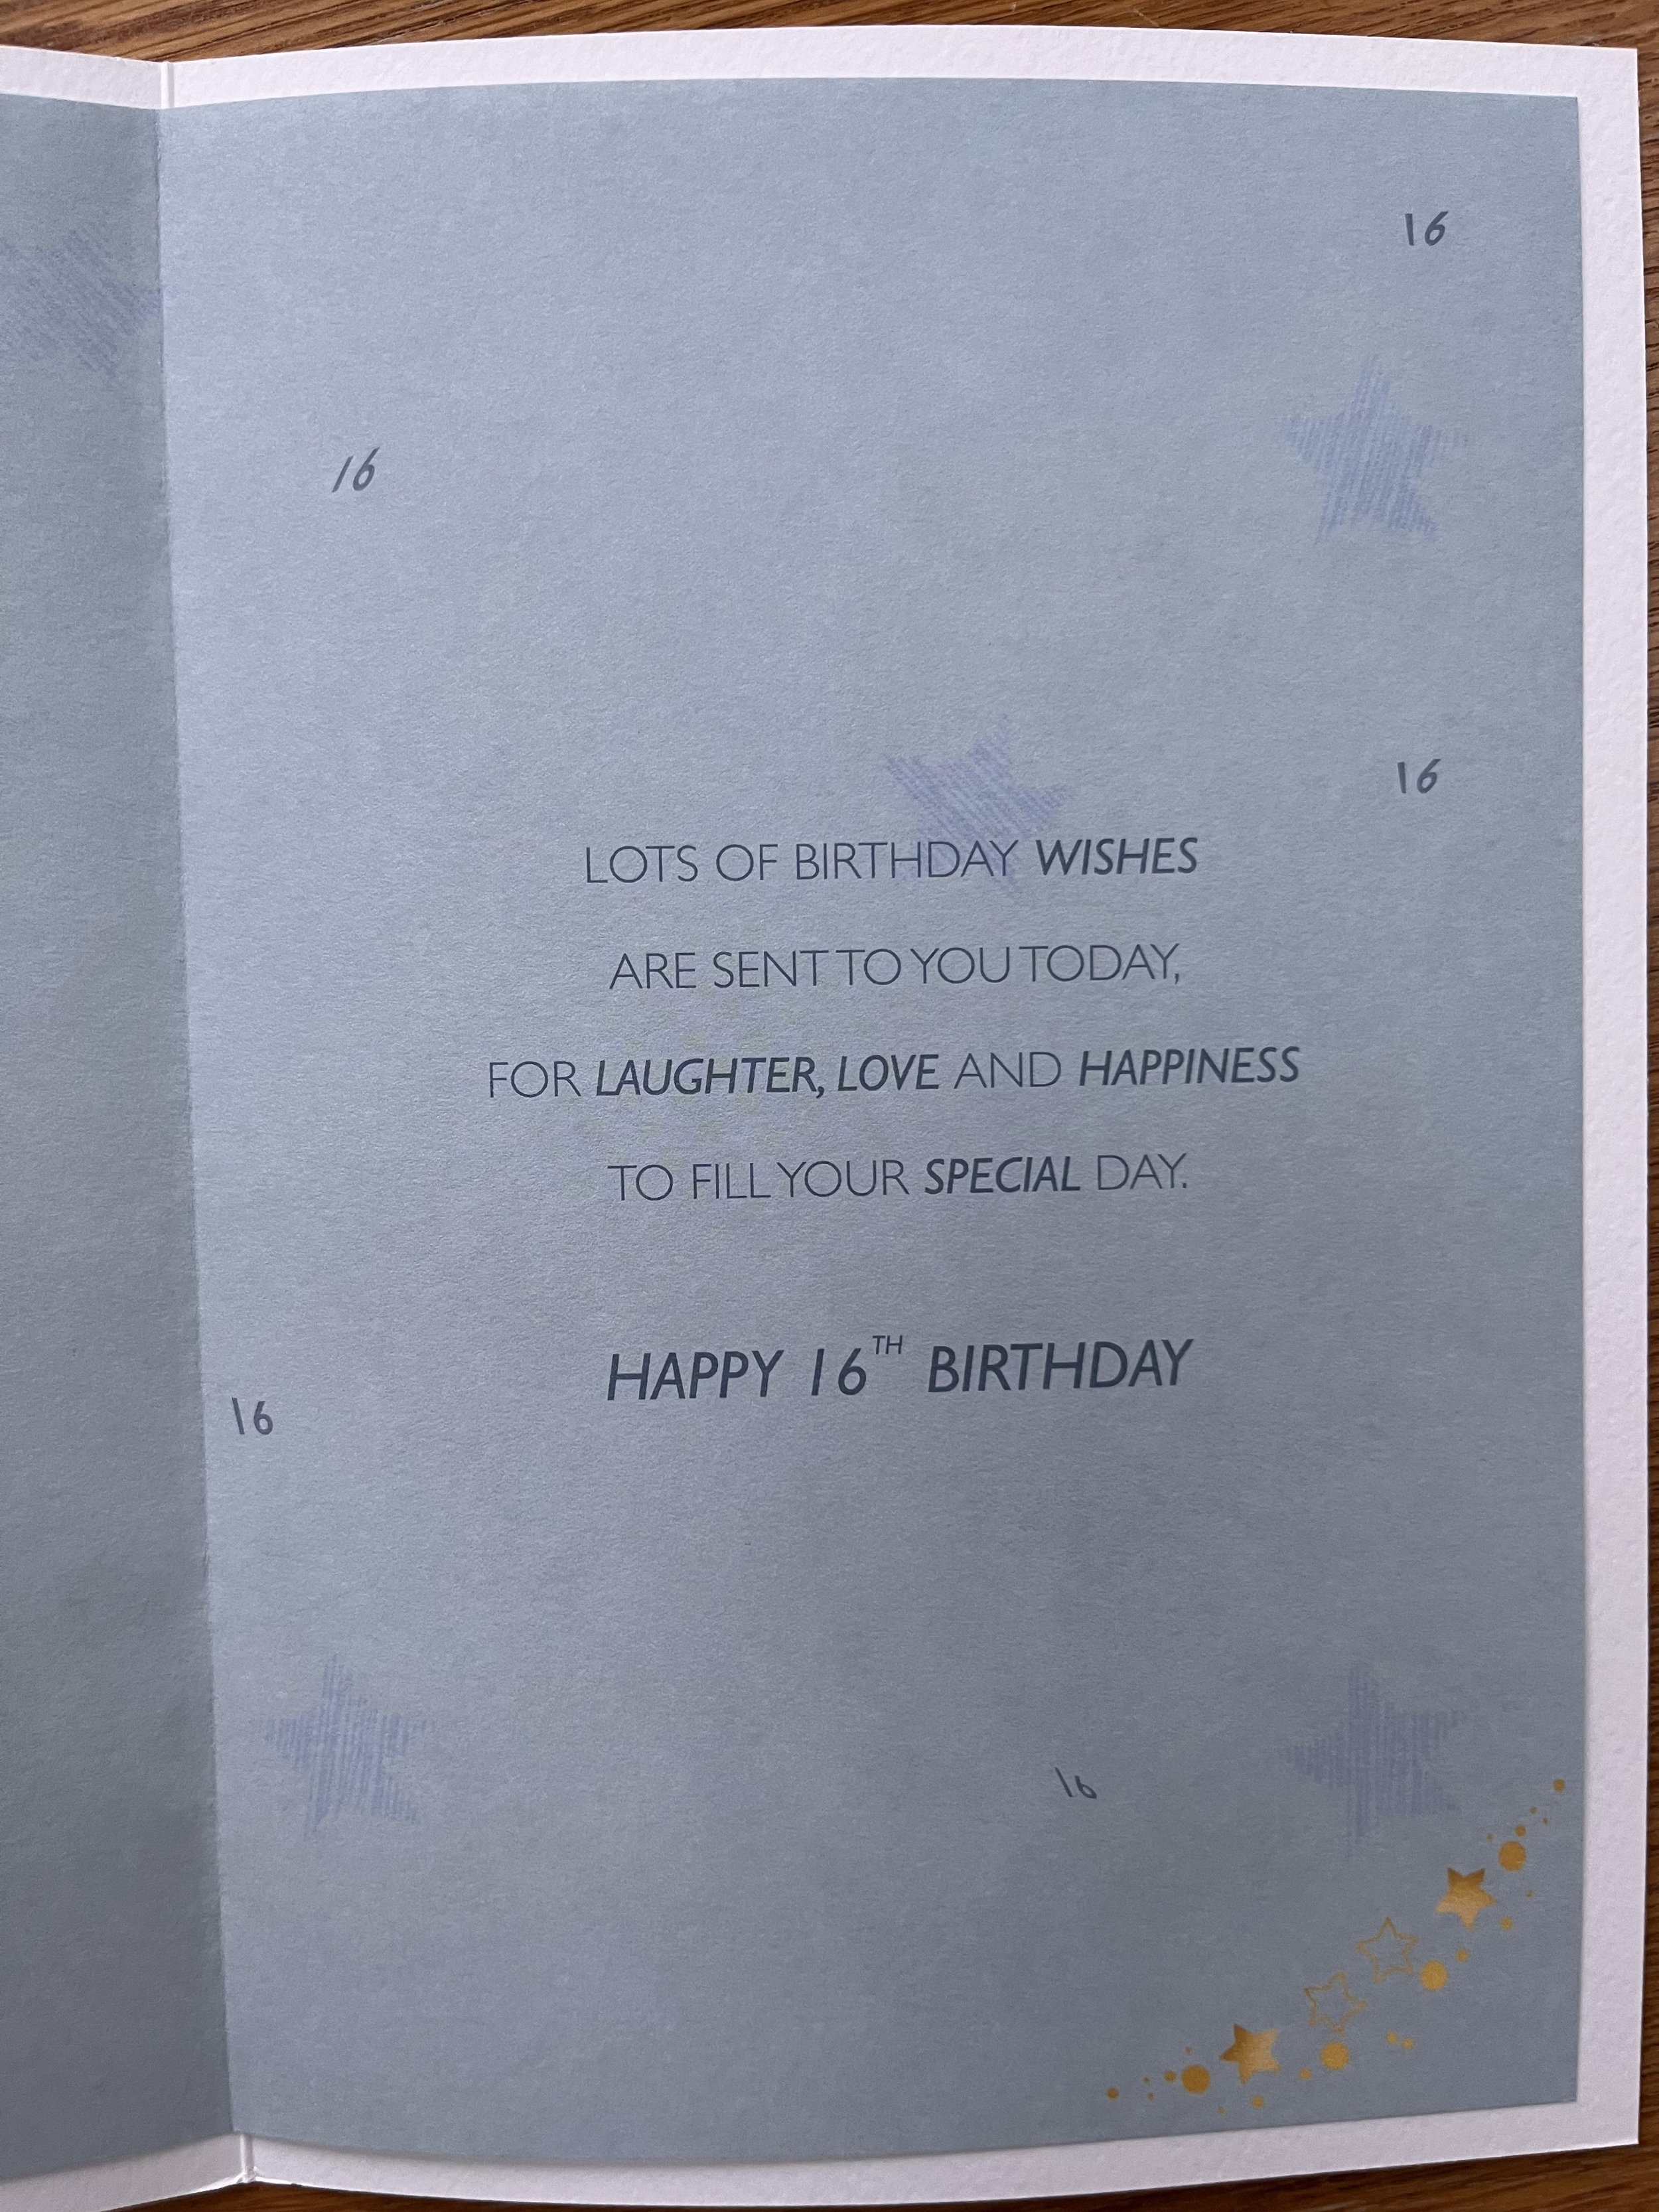 16
16
16
LOTS OF BIRTHDAY WISHES
ARE SENT TO YOU TODAY,
FOR LAUGHTER, LOVE AND HAPPINESS
TO FILL YOUR SPECIAL DAY.
HAPPY 16TH BIRTHDAY
16
16